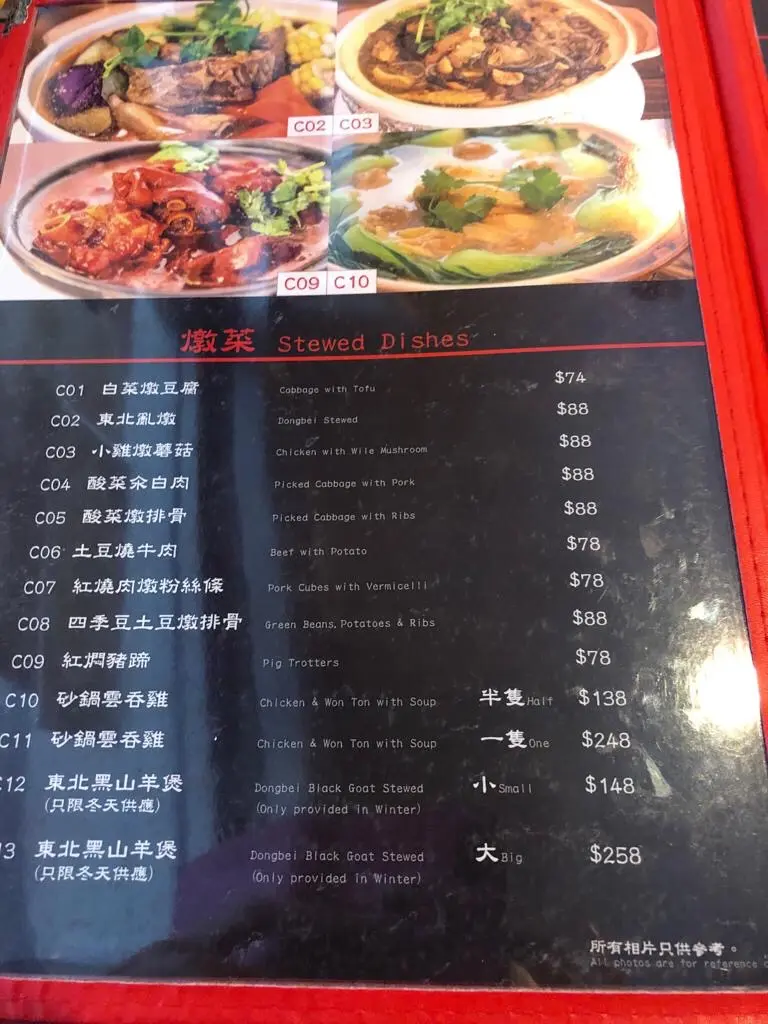 C02 C03
C09 C10
燉菜 Stewed Dishes
C01 白菜燉豆腐 Cabbage with Tofu $74
C02 東北亂燉 Dongbei Stewed $88
C03 小雞燉蘑菇 Chicken with Wile Mushroom $88
C04 酸菜汆白肉 Picked Cabbage with Pork $88
C05 酸菜燉排骨 Picked Cabbage with Ribs $88
C06 土豆燒牛肉 Beef with Potato $78
C07 紅燒肉燉粉絲條 Pork Cubes with Vermicelli $78
C08 四季豆土豆燉排骨 Green Beans, Potatoes & Ribs $88
C09 紅燜豬蹄 Pig Trotters $78
C10 砂鍋雲吞雞 Chicken & Won Ton with Soup 半隻 Half $138
C11 砂鍋雲吞雞 Chicken & Won Ton with Soup 一隻 One $248
C12 東北黑山羊煲 Dongbei Black Goat Stewed 小 Small $148
(只限冬天供應) (Only provided in Winter)
3 東北黑山羊煲 Dongbei Black Goat Stewed 大 Big $258
(只限冬天供應) (Only provided in Winter)
所有相片只供參考。
All photos are for reference